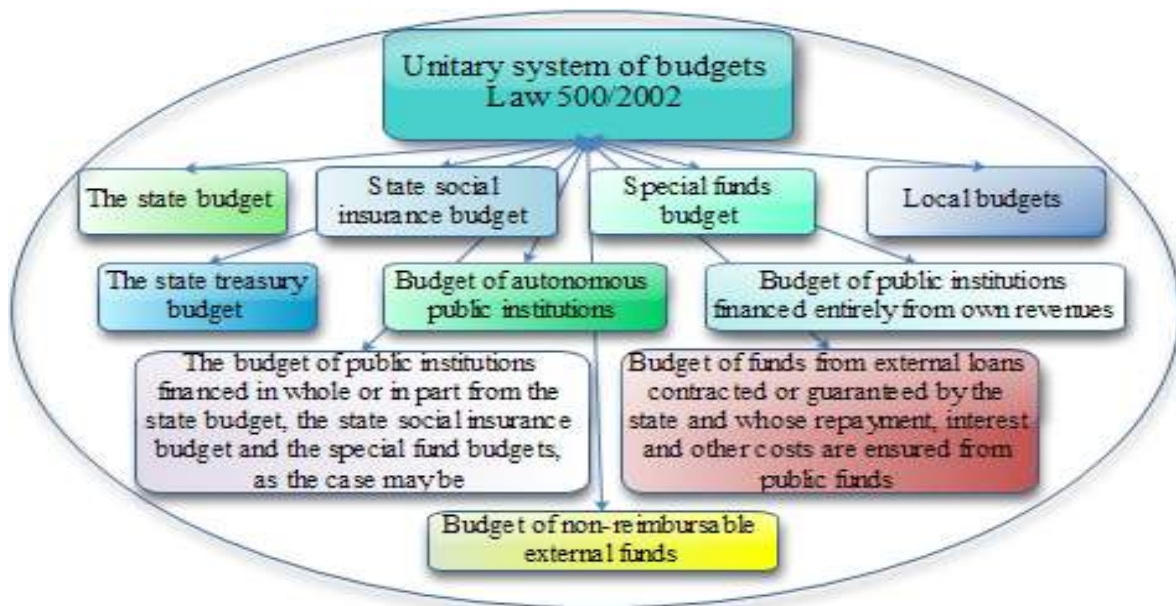 Unitary system of budgets
Law 500/2002
The state budget
State social
insurance budget
Special funds
budget
Local budgets
The state treasury
budget
Budget of autonomous
public institutions
Budget of public institutions
financed entirely from own revenues
The budget of public institutions
financed in whole or in part from the
state budget, the state social insurance
budget and the special fund budgets,
as the case may be
Budget of funds from external loans
contracted or guaranteed by the
state and whose repayment, interest
and other costs are ensured from
public funds
Budget of non-reimbursable
external funds